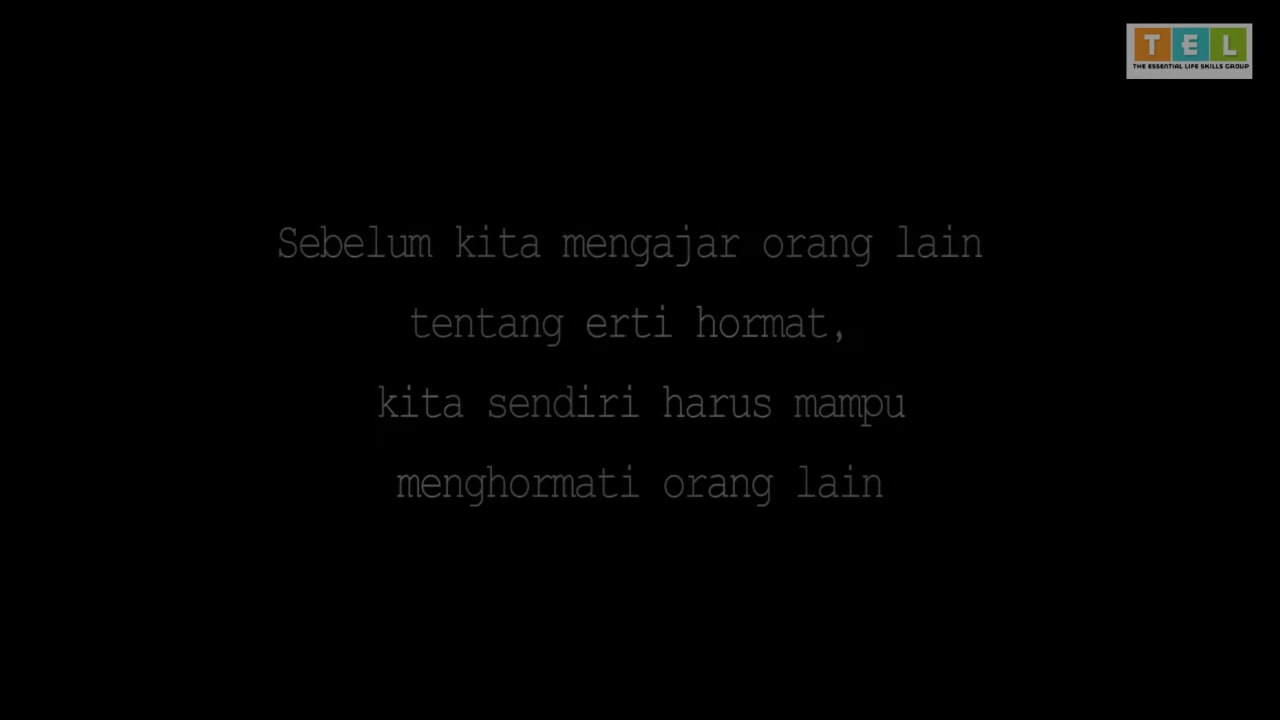 T E L
THE ESSENTIAL LIFE SKILLS GROUP
Sebelum kita mengajar orang lain
tentang erti hormat,
kita sendiri harus mampu
menghormati orang lain